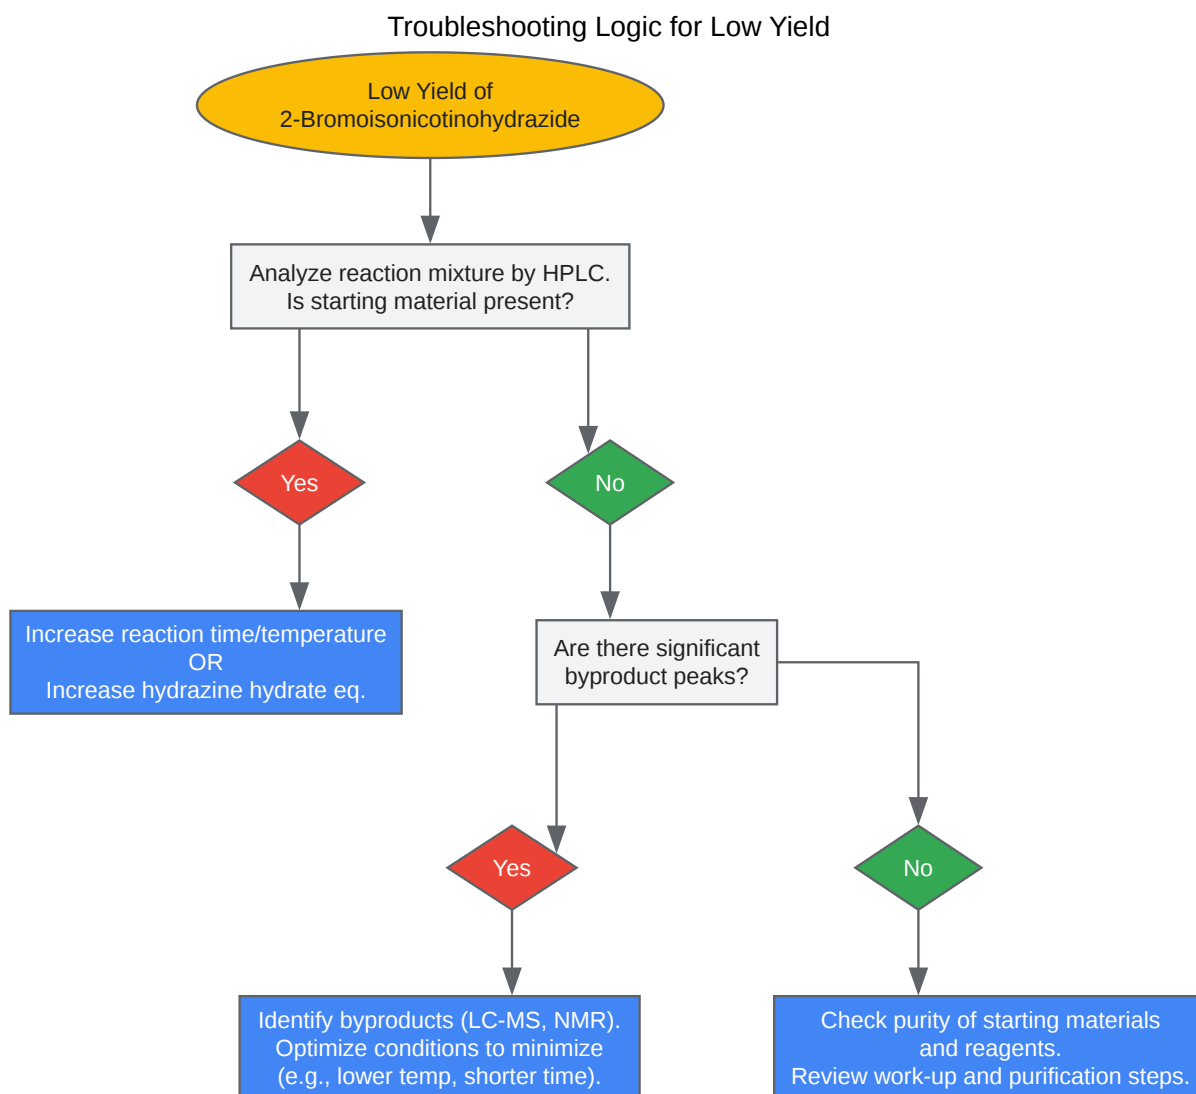 Troubleshooting Logic for Low Yield
Low Yield of
2-Bromoisonicotinohydrazide
Analyze reaction mixture by HPLC.
Is starting material present?
Yes
No
Increase reaction time/temperature
OR
Increase hydrazine hydrate eq.
Are there significant
byproduct peaks?
Yes
No
Identify byproducts (LC-MS, NMR).
Optimize conditions to minimize
(e.g., lower temp, shorter time).
Check purity of starting materials
and reagents.
Review work-up and purification steps.